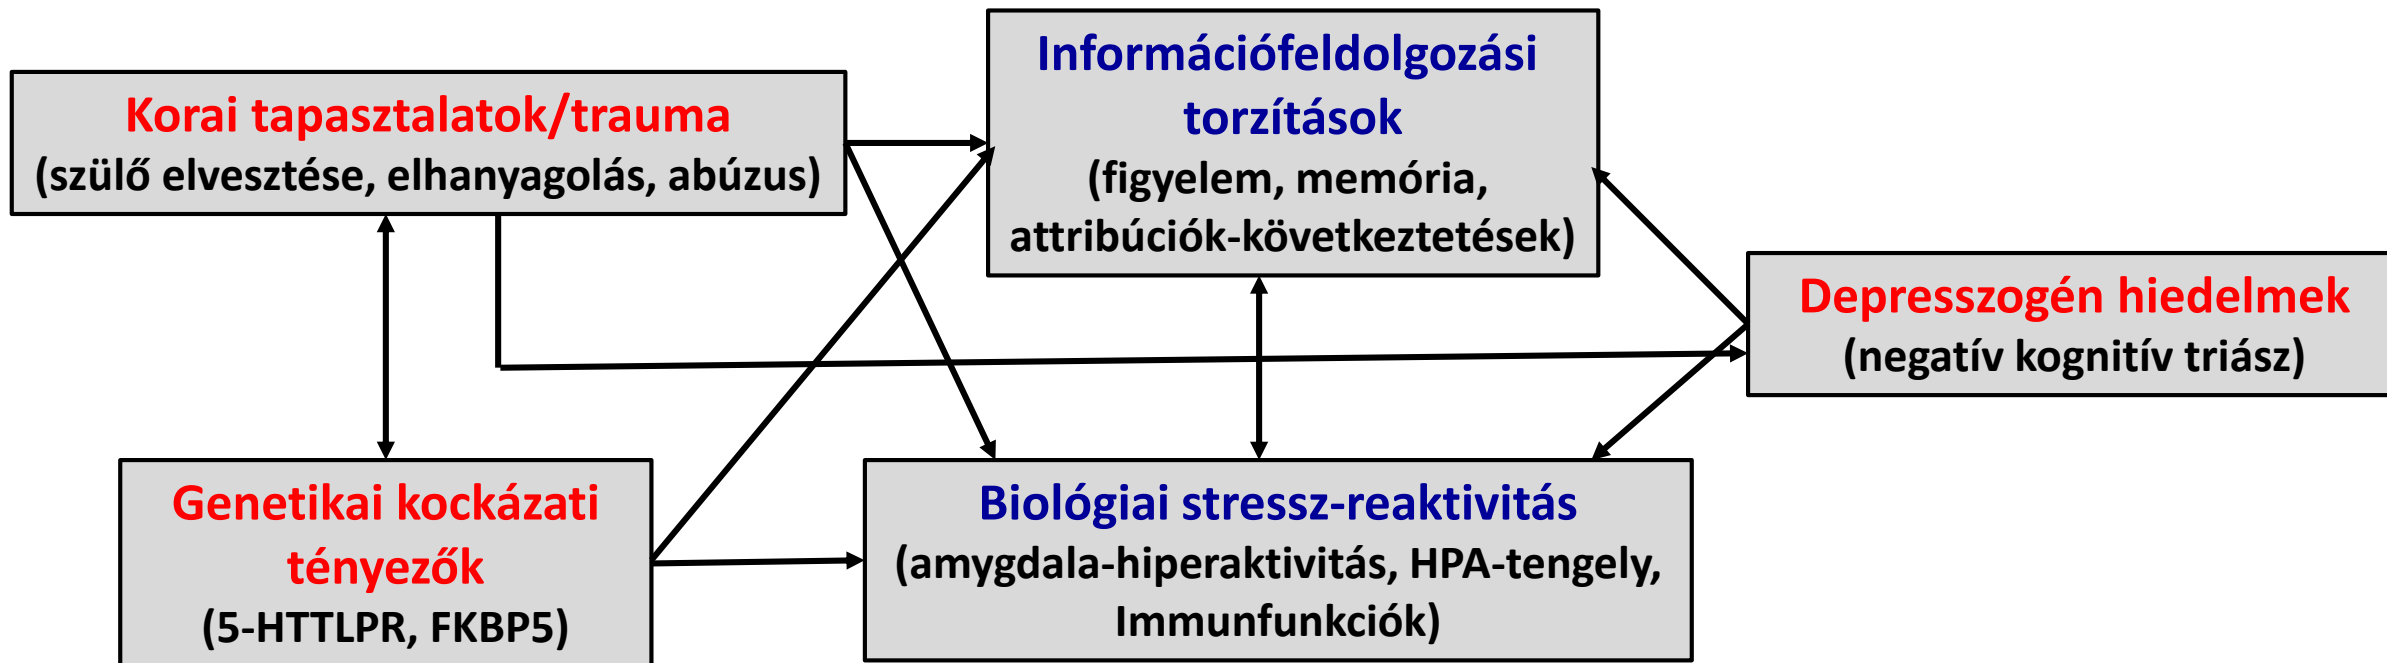 Korai tapasztalatok/trauma
(szülő elvesztése, elhanyagolás, abúzus)
Információfeldolgozási
torzítások
(figyelem, memória,
attribúciók-következtetések)
Depresszogén hiedelmek
(negatív kognitív triász)
Genetikai kockázati
tényezők
(5-HTTLPR, FKBP5)
Biológiai stressz-reaktivitás
(amygdala-hiperaktivitás, HPA-tengely,
Immunfunkciók)